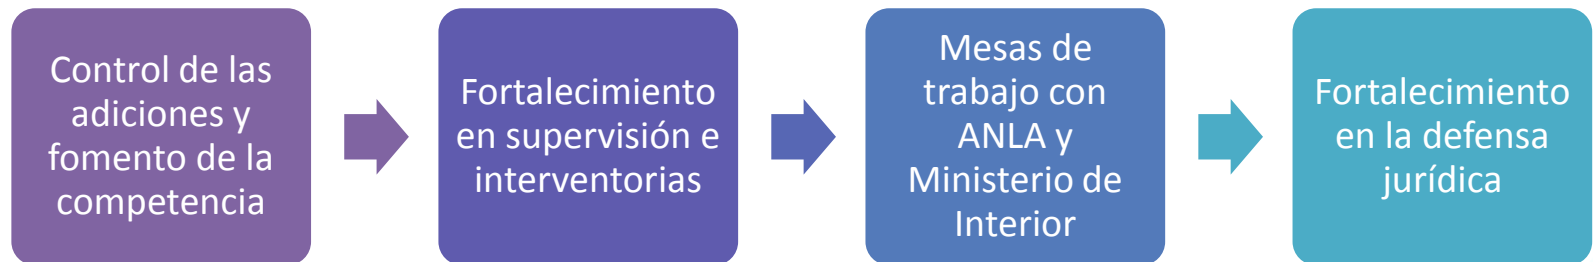 Control de las
adiciones y
fomento de la
competencia
Fortalecimiento
en supervisión e
interventorias
Mesas de
trabajo con
ANLA y
Ministerio de
Interior
Fortalecimiento
en la defensa
jurídica